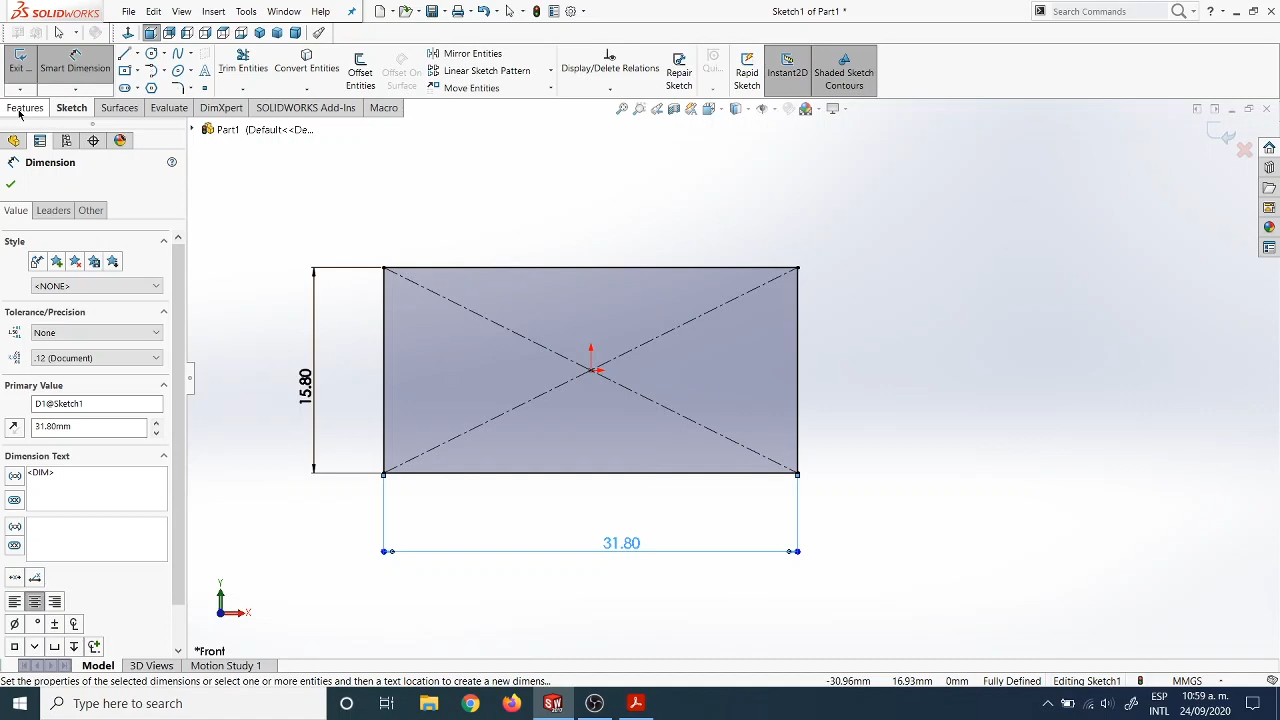 SOLIDWORKS
File Edit View Insert Tools Window Help
Sketch1 of Part1 *
Search Commands
Exit ...
Smart Dimension
Trim Entities
Convert Entities
Offset Entities
Offset On Surface
Mirror Entities
Linear Sketch Pattern
Move Entities
Display/Delete Relations
Repair Sketch
Qui...
Rapid Sketch
Instant2D
Shaded Sketch Contours
Features Sketch Surfaces Evaluate DimXpert SOLIDWORKS Add-Ins Macro
Part1 (Default<<De...
Dimension
Value Leaders Other
Style
<NONE>
Tolerance/Precision
None
.12 (Document)
Primary Value
D1@Sketch1
31.80mm
Dimension Text
<DIM>
15.80
31.80
Y
X
*Front
Model 3D Views Motion Study 1
Set the properties of the selected dimensions or select one or more entities and then a text location to create a new dimens... -30.96mm 16.93mm 0mm Fully Defined Editing Sketch1 MMGS
Type here to search
ESP
INTL
10:59 a. m.
24/09/2020